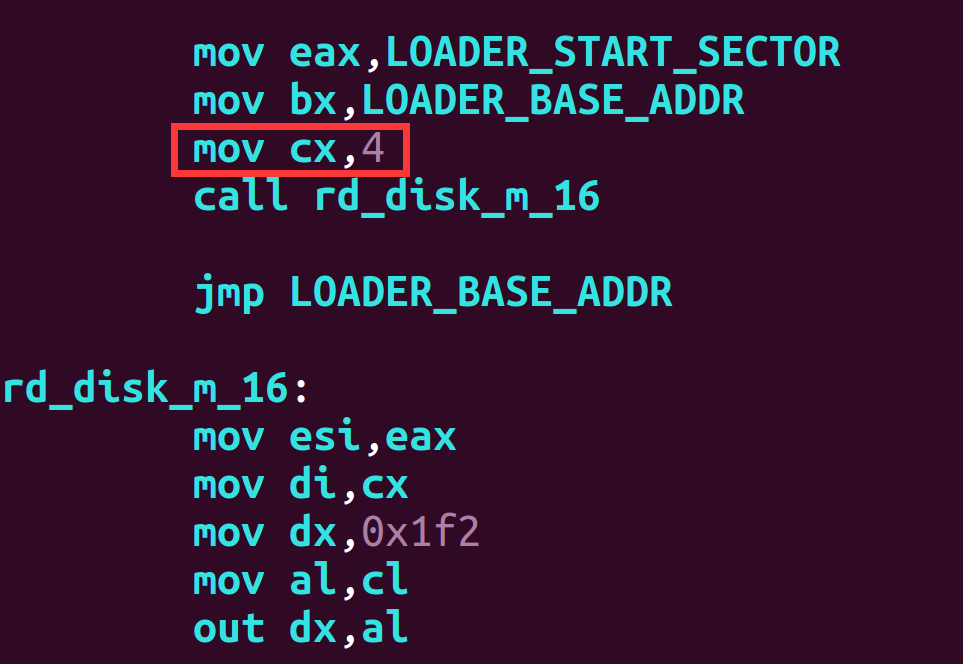 mov eax,LOADER_START_SECTOR
mov bx,LOADER_BASE_ADDR
mov cx,4
call rd_disk_m_16
jmp LOADER_BASE_ADDR
rd_disk_m_16:
mov esi,eax
mov di,cx
mov dx,0x1f2
mov al,cl
out dx,al